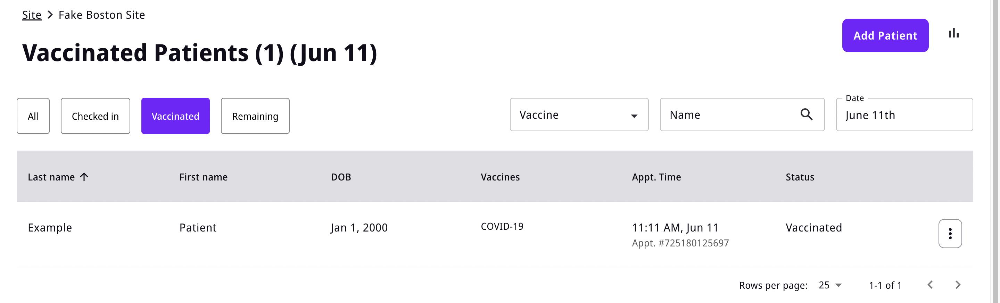 Site > Fake Boston Site
Add Patient
Vaccinated Patients (1) (Jun 11)
All Checked in Vaccinated Remaining Vaccine Name Date June 11th
Last name ↑ First name DOB Vaccines Appt. Time Status
Example Patient Jan 1, 2000 COVID-19 11:11 AM, Jun 11 Vaccinated
Appt. #725180125697
Rows per page: 25 1-1 of 1